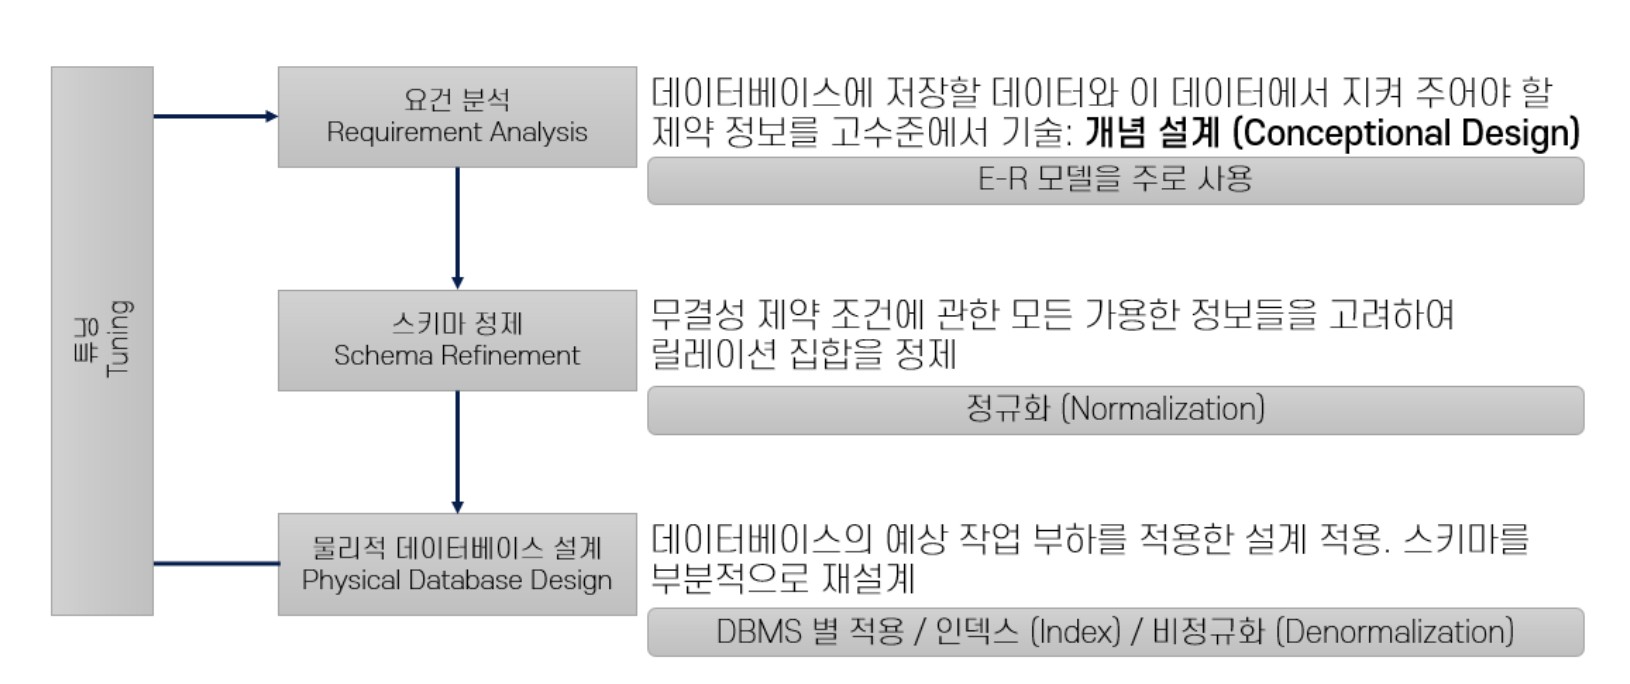 튜닝
Tuning
요건 분석
Requirement Analysis
데이터베이스에 저장할 데이터와 이 데이터에서 지켜 주어야 할
제약 정보를 고수준에서 기술: 개념 설계 (Conceptional Design)
E-R 모델을 주로 사용
스키마 정제
Schema Refinement
무결성 제약 조건에 관한 모든 가용한 정보들을 고려하여
릴레이션 집합을 정제
정규화 (Normalization)
물리적 데이터베이스 설계
Physical Database Design
데이터베이스의 예상 작업 부하를 적용한 설계 적용. 스키마를
부분적으로 재설계
DBMS 별 적용 / 인덱스 (Index) / 비정규화 (Denormalization)